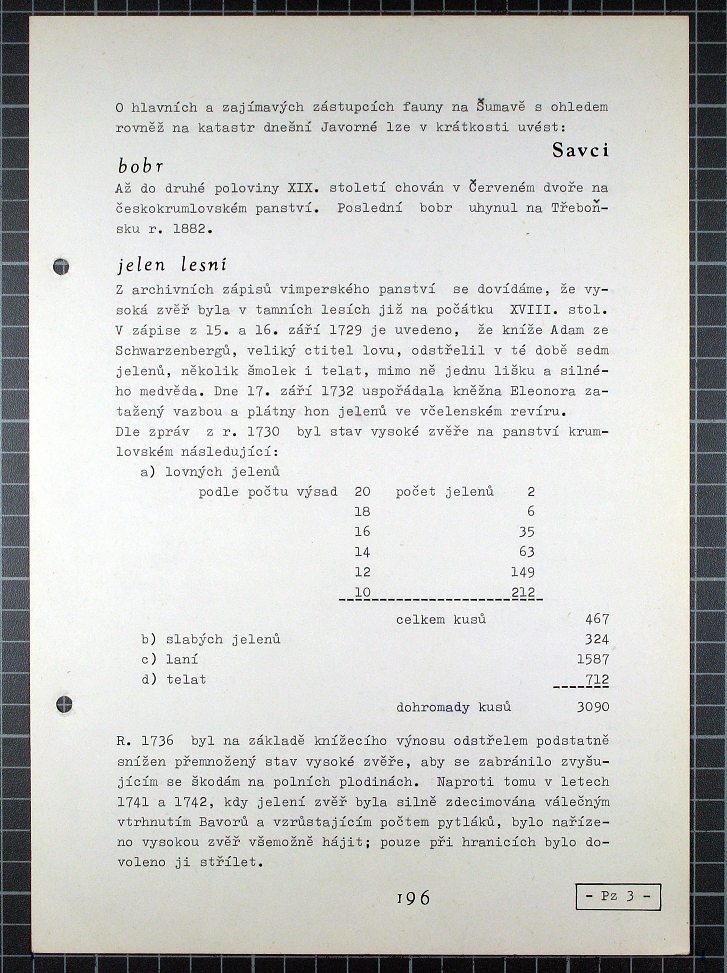 O hlavních a zajímavých zástupcích fauny na Šumavě s ohledem
rovněž na katastr dnešní Javorné lze v krátkosti uvést:
Savci
bobr
Až do druhé poloviny XIX. století chován v Červeném dvoře na
českokrumlovském panství. Poslední bobr uhynul na Třeboň-
sku r. 1882.
jelen lesní
Z archivních zápisů vimperského panství se dovídáme, že vy-
soká zvěř byla v tamních lesích již na počátku XVIII. stol.
V zápise z 15. a 16. září 1729 je uvedeno, že kníže Adam ze
Schwarzenbergů, veliký ctitel lovu, odstřelil v té době sedm
jelenů, několik šmolek i telat, mimo ně jednu lišku a silné-
ho medvěda. Dne 17. září 1732 uspořádala kněžna Eleonora za-
tažený vazbou a plátny hon jelenů ve včelenském revíru.
Dle zpráv z r. 1730 byl stav vysoké zvěře na panství krum-
lovském následující:
a) lovných jelenů
podle počtu výsad 20 počet jelenů 2
18 6
16 35
14 63
12 149
10 212
celkem kusů 467
b) slabých jelenů 324
c) laní 1587
d) telat 712
dohromady kusů 3090
R. 1736 byl na základě knížecího výnosu odstřelem podstatně
snížen přemnožený stav vysoké zvěře, aby se zabránilo zvyšu-
jícím se škodám na polních plodinách. Naproti tomu v letech
1741 a 1742, kdy jelení zvěř byla silně zdecimována válečným
vtrhnutím Bavorů a vzrůstajícím počtem pytláků, bylo naříze-
no vysokou zvěř všemožně hájit; pouze při hranicích bylo do-
voleno ji střílet.
196
- Pz 3 -